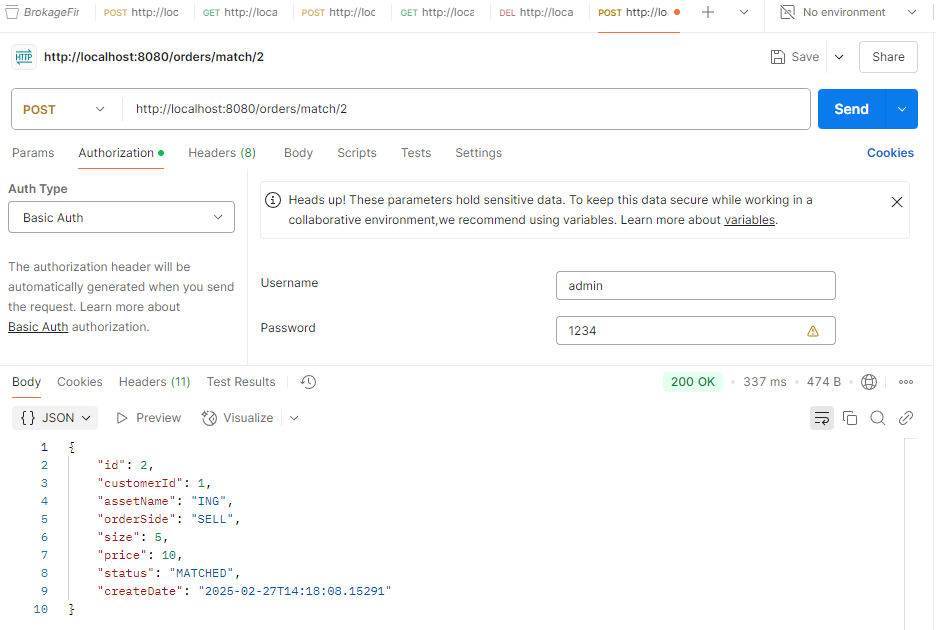 BrokageFir POST http://loc GET http://loca POST http://loc GET http://loca DEL http://loca POST http://lo No environment
HTTP http://localhost:8080/orders/match/2 Save Share
POST http://localhost:8080/orders/match/2 Send
Params Authorization Headers (8) Body Scripts Tests Settings Cookies
Auth Type
Basic Auth
The authorization header will be
automatically generated when you send
the request. Learn more about
Basic Auth authorization.
Heads up! These parameters hold sensitive data. To keep this data secure while working in a
collaborative environment,we recommend using variables. Learn more about variables.
Username admin
Password 1234
Body Cookies Headers (11) Test Results 200 OK • 337 ms • 474 B •
{} JSON Preview Visualize
1 {
2 "id": 2,
3 "customerId": 1,
4 "assetName": "ING",
5 "orderSide": "SELL",
6 "size": 5,
7 "price": 10,
8 "status": "MATCHED",
9 "createDate": "2025-02-27T14:18:08.15291"
10 }